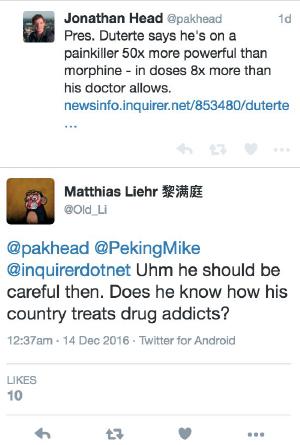 Jonathan Head @pakhead 1d
Pres. Duterte says he's on a
painkiller 50x more powerful than
morphine - in doses 8x more than
his doctor allows.
newsinfo.inquirer.net/853480/duterte
...
Matthias Liehr 黎満庭
@Old_Li
@pakhead @PekingMike
@inquirerdotnet Uhm he should be
careful then. Does he know how his
country treats drug addicts?
12:37am · 14 Dec 2016 · Twitter for Android
LIKES
10